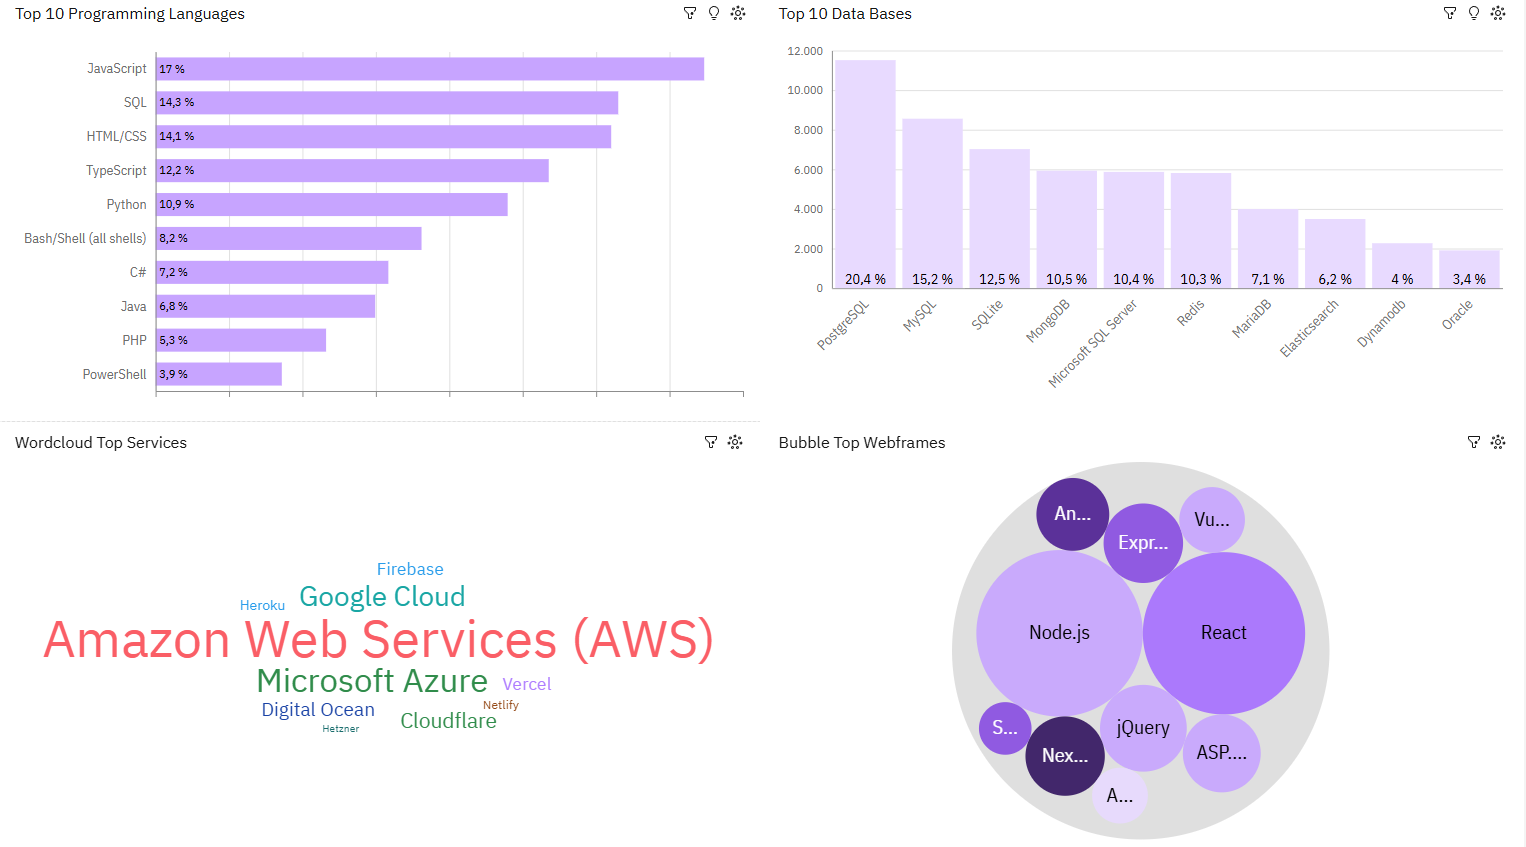 Top 10 Programming Languages
JavaScript 17 %
SQL 14,3 %
HTML/CSS 14,1 %
TypeScript 12,2 %
Python 10,9 %
Bash/Shell (all shells) 8,2 %
C# 7,2 %
Java 6,8 %
PHP 5,3 %
PowerShell 3,9 %
Top 10 Data Bases
12.000
10.000
8.000
6.000
4.000
2.000
0
20,4 % 15,2 % 12,5 % 10,5 % 10,4 % 10,3 % 7,1 % 6,2 % 4 % 3,4 %
PostgreSQL MySQL SQLite MongoDB Microsoft SQL Server Redis MariaDB Elasticsearch Dynamodb Oracle
Wordcloud Top Services
Firebase
Heroku Google Cloud
Amazon Web Services (AWS)
Microsoft Azure Vercel
Digital Ocean Netlify
Hetzner Cloudflare
Bubble Top Webframes
An... Expr... Vu...
Node.js React
S... Nex... jQuery ASP....
A...